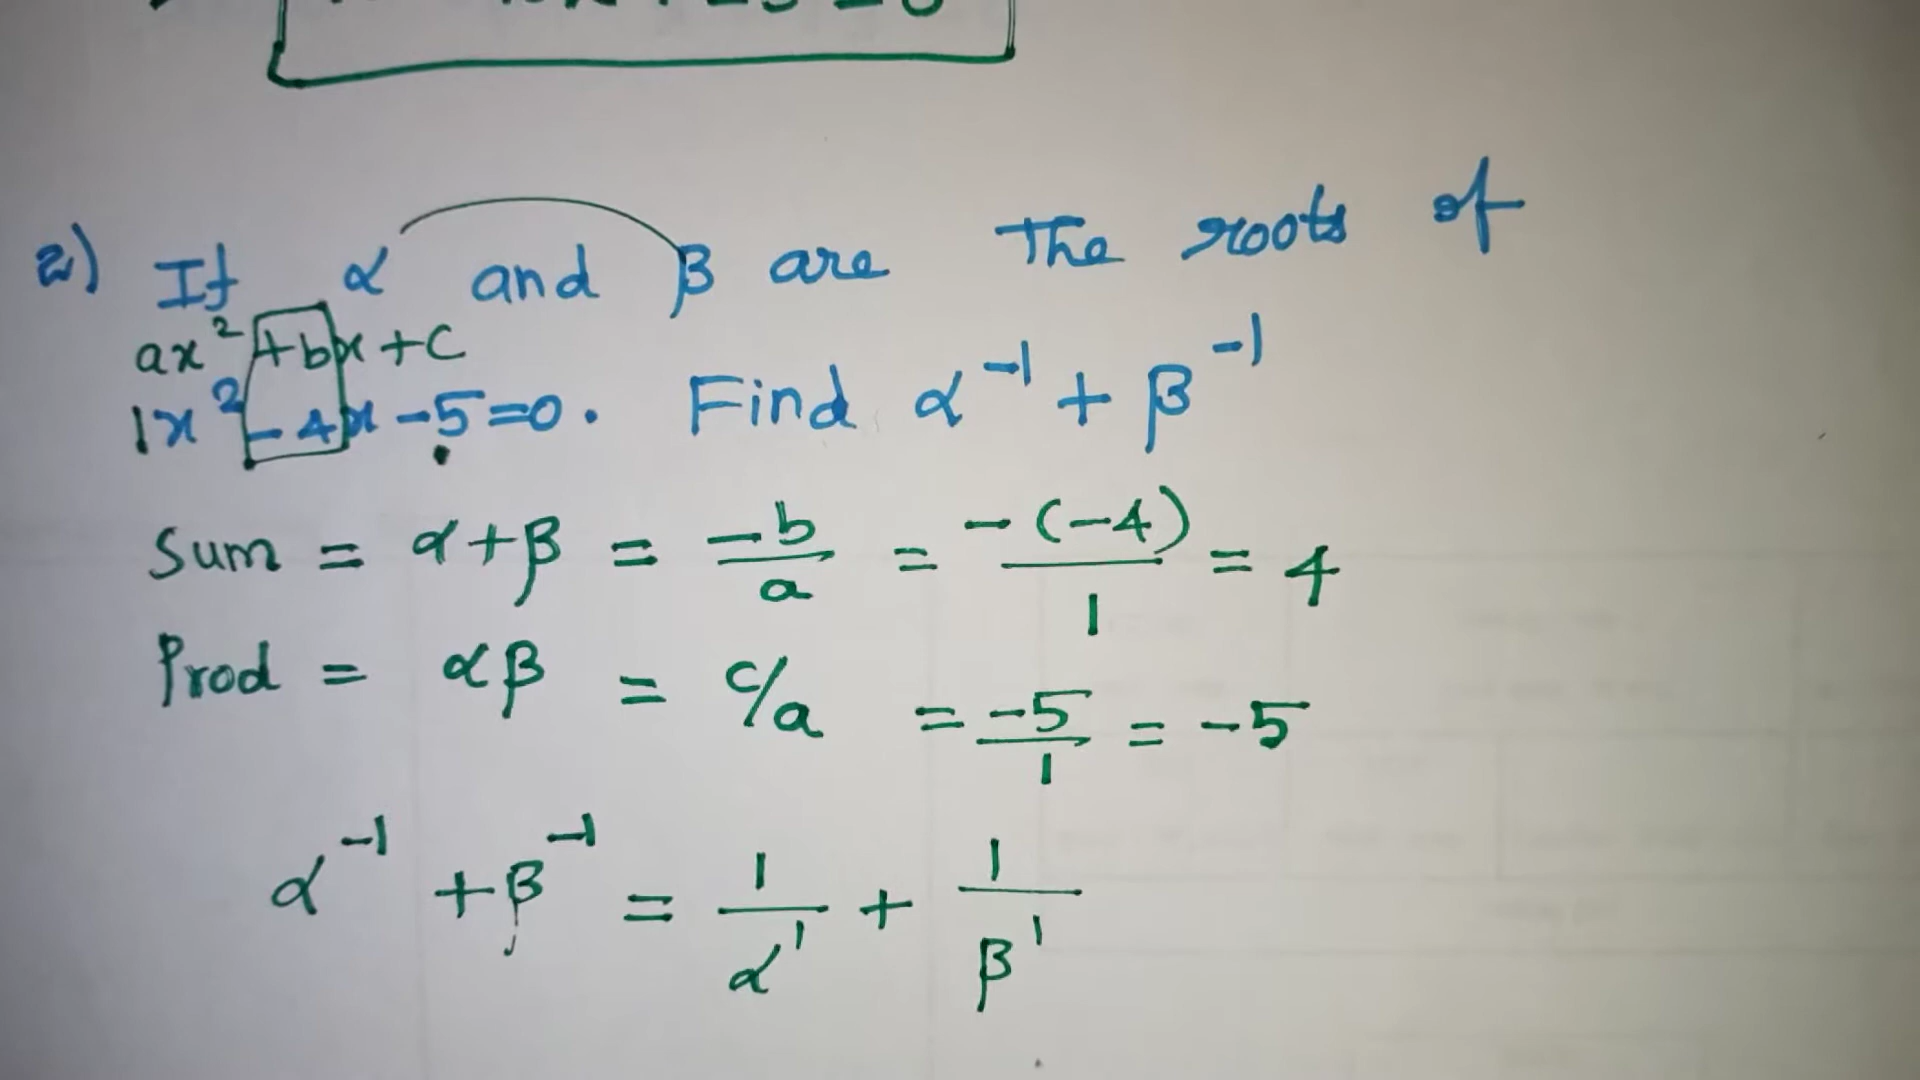 2) If α and β are the roots of
ax² + bx + c
1x² - 4x - 5 = 0. Find α⁻¹ + β⁻¹
Sum = α + β = -b/a = -(-4)/1 = 4
Prod = αβ = c/a = -5/1 = -5
α⁻¹ + β⁻¹ = 1/α¹ + 1/β¹